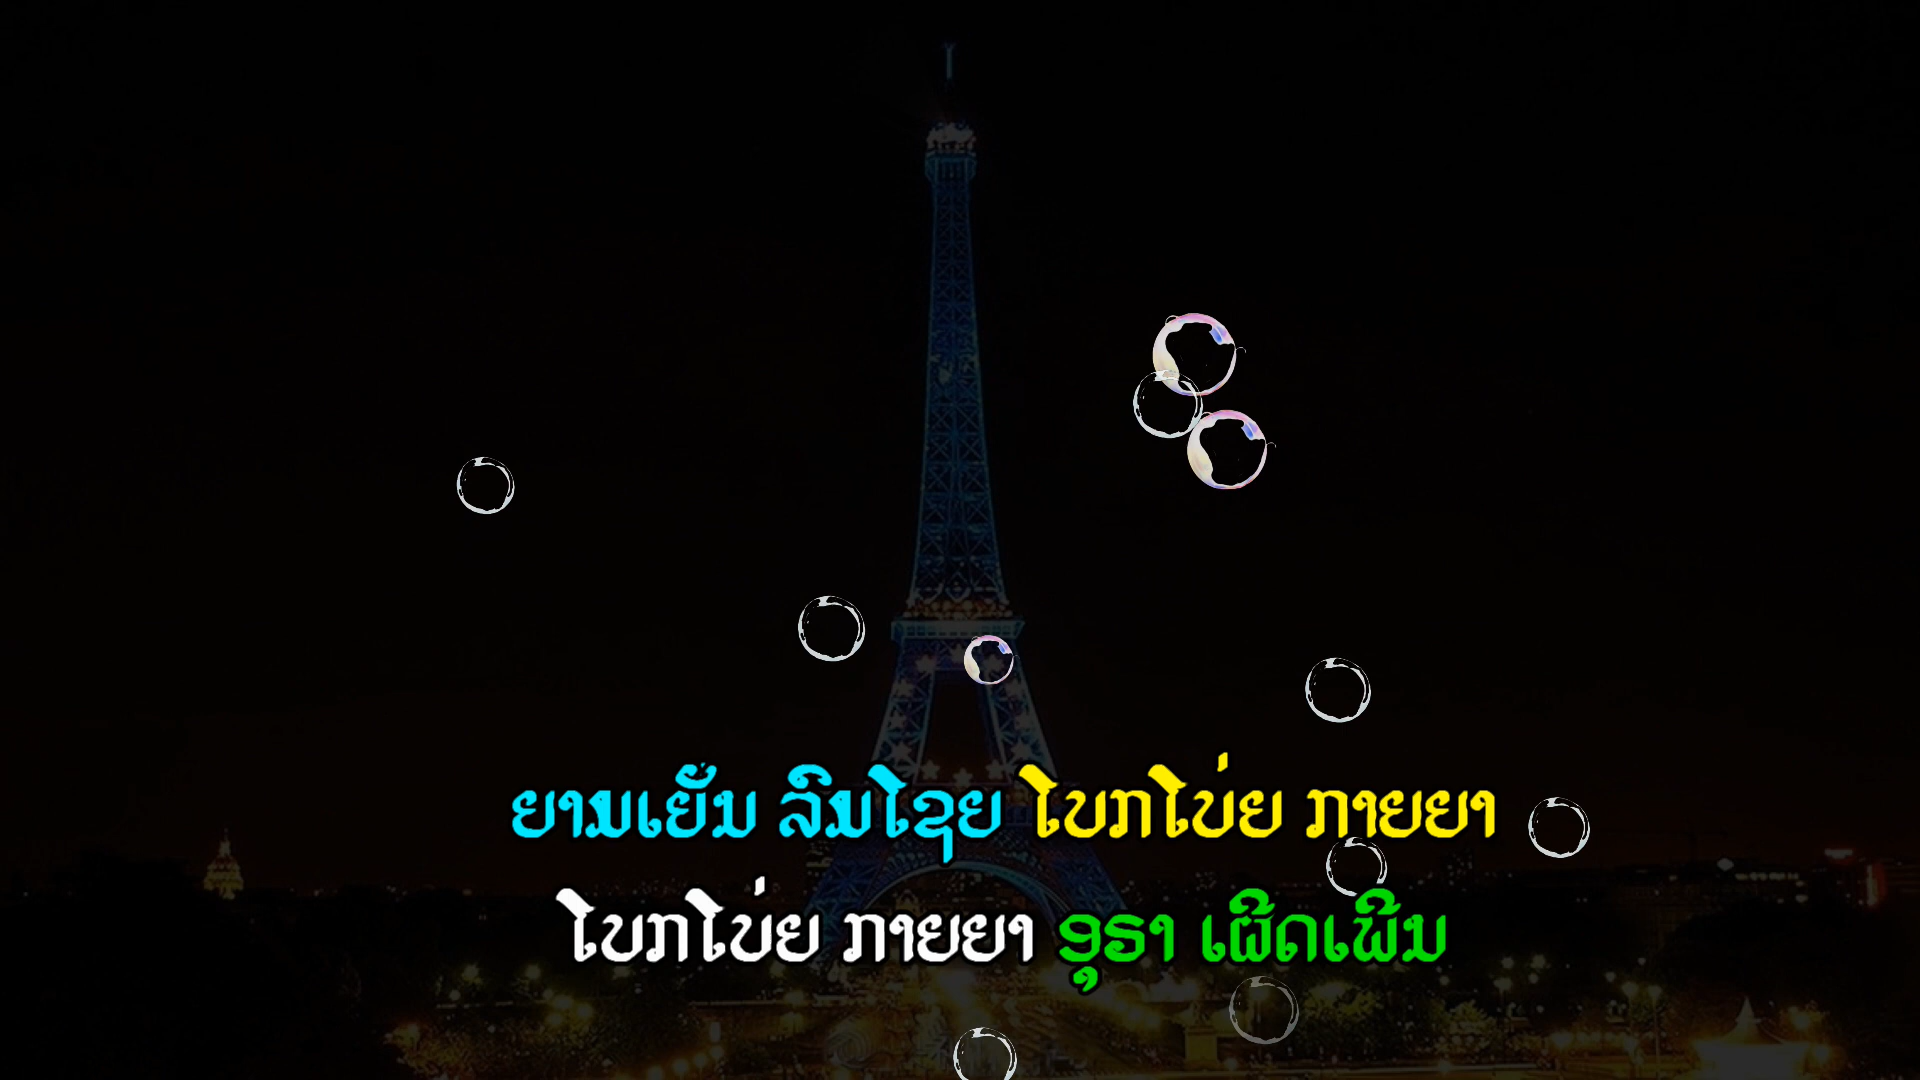 ຍາມເຢັ້ນ ລົມໂຊຍ ໂບກໂບ່ຍ ກາຍຍາ
ໂບກໂບ່ຍ ກາຍຍາ ອຸຣາ ເຜີດເພີນ